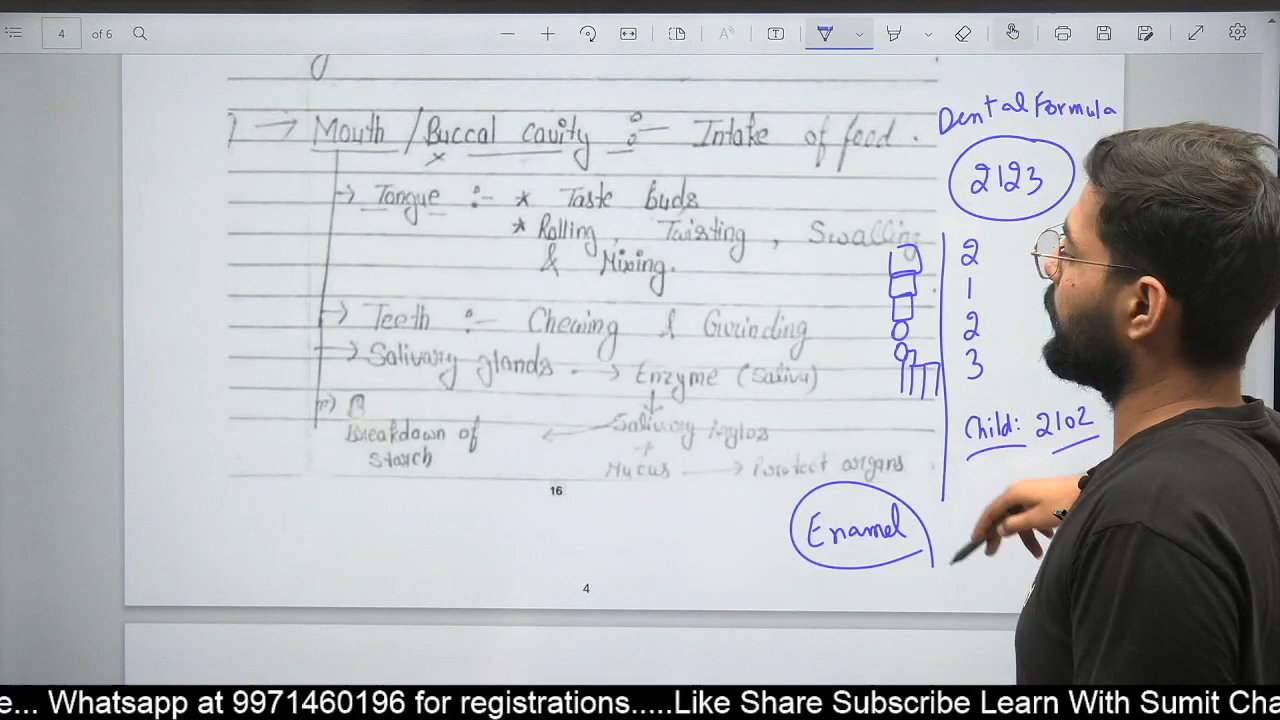 4 of 6
Dental Formula
→ Mouth / Buccal cavity :- Intake of food.
2123
→ Tongue :- * Taste buds
* Rolling, Twisting, Swalling
& Mixing.
2
1
2
3
→ Teeth :- Chewing & Grinding
→ Salivary glands. → Enzyme (Saliva)
Child: 2102
Breakdown of
Starch
Salivary
+
Mucus → Protect organs
16
Enamel
4
e... Whatsapp at 9971460196 for registrations.....Like Share Subscribe Learn With Sumit Cha